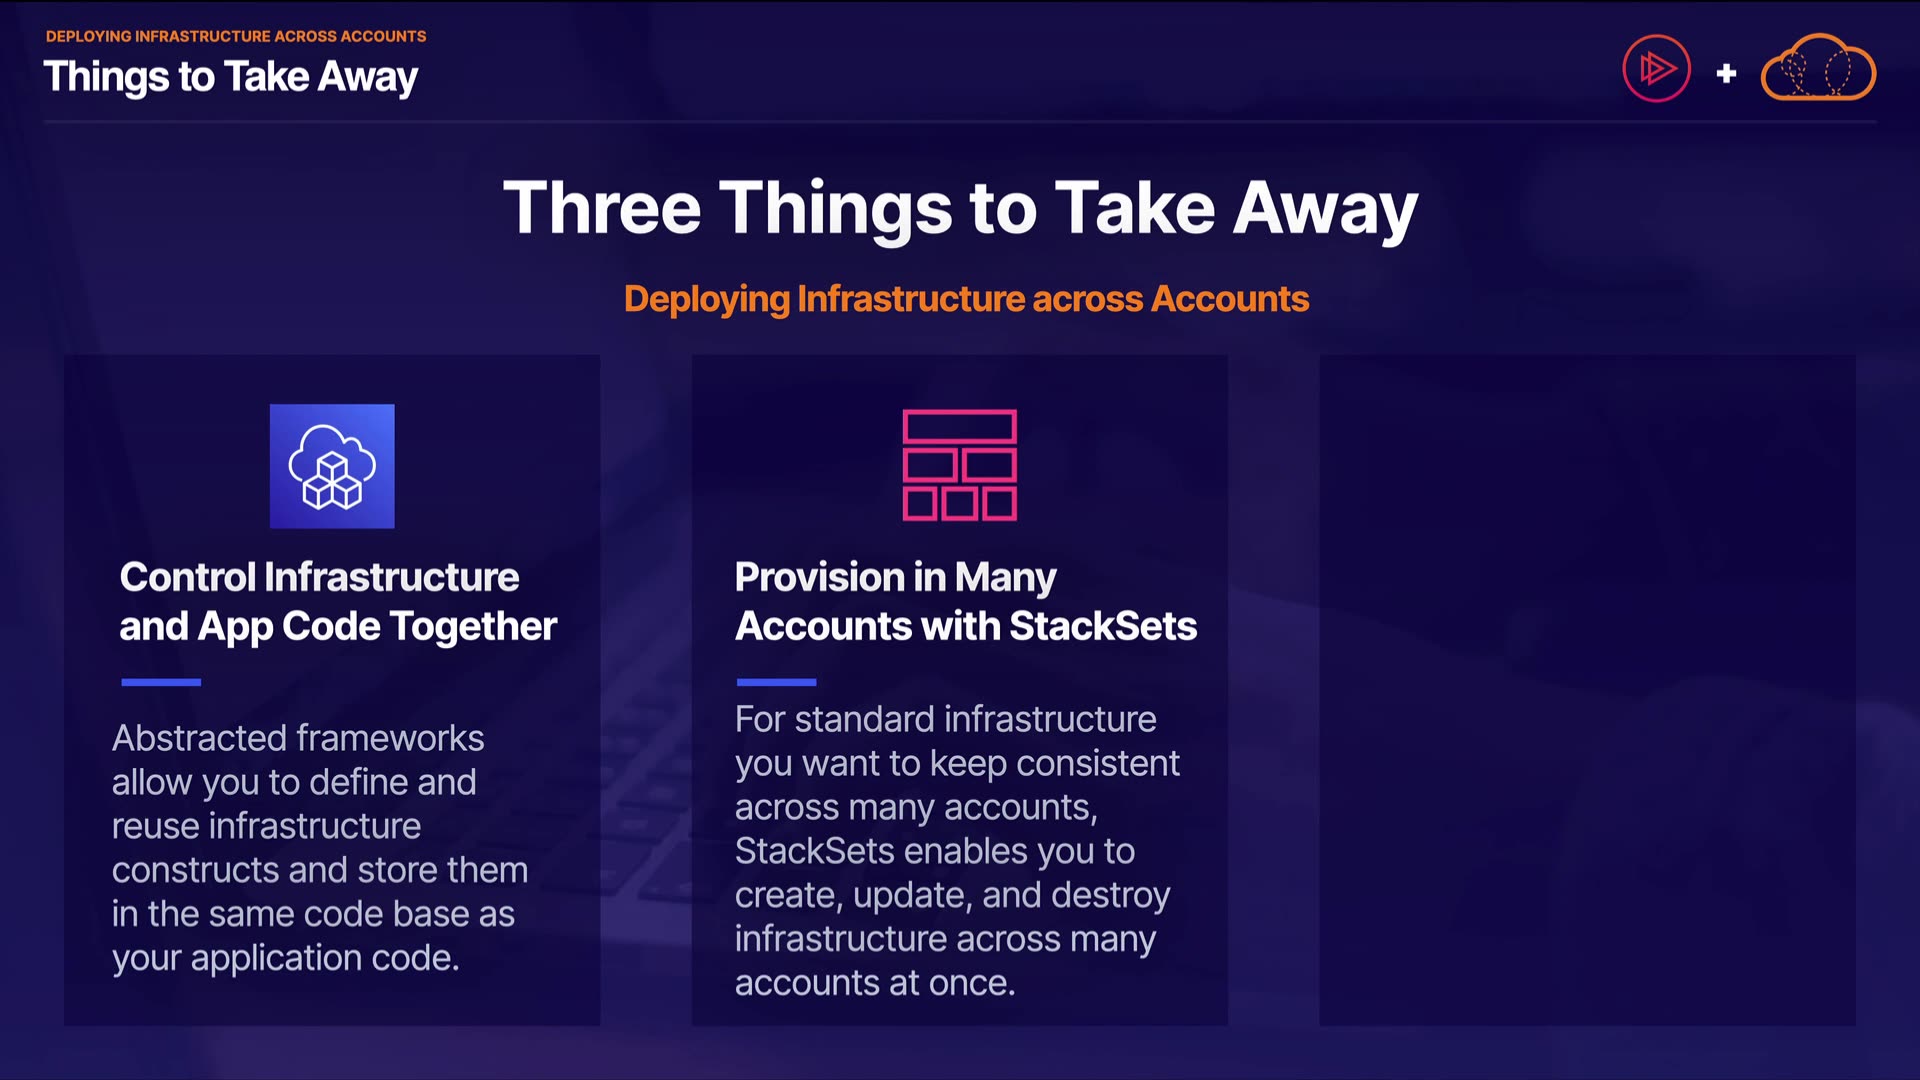 DEPLOYING INFRASTRUCTURE ACROSS ACCOUNTS
Things to Take Away
Three Things to Take Away
Deploying Infrastructure across Accounts
Control Infrastructure
and App Code Together
Abstracted frameworks
allow you to define and
reuse infrastructure
constructs and store them
in the same code base as
your application code.
Provision in Many
Accounts with StackSets
For standard infrastructure
you want to keep consistent
across many accounts,
StackSets enables you to
create, update, and destroy
infrastructure across many
accounts at once.